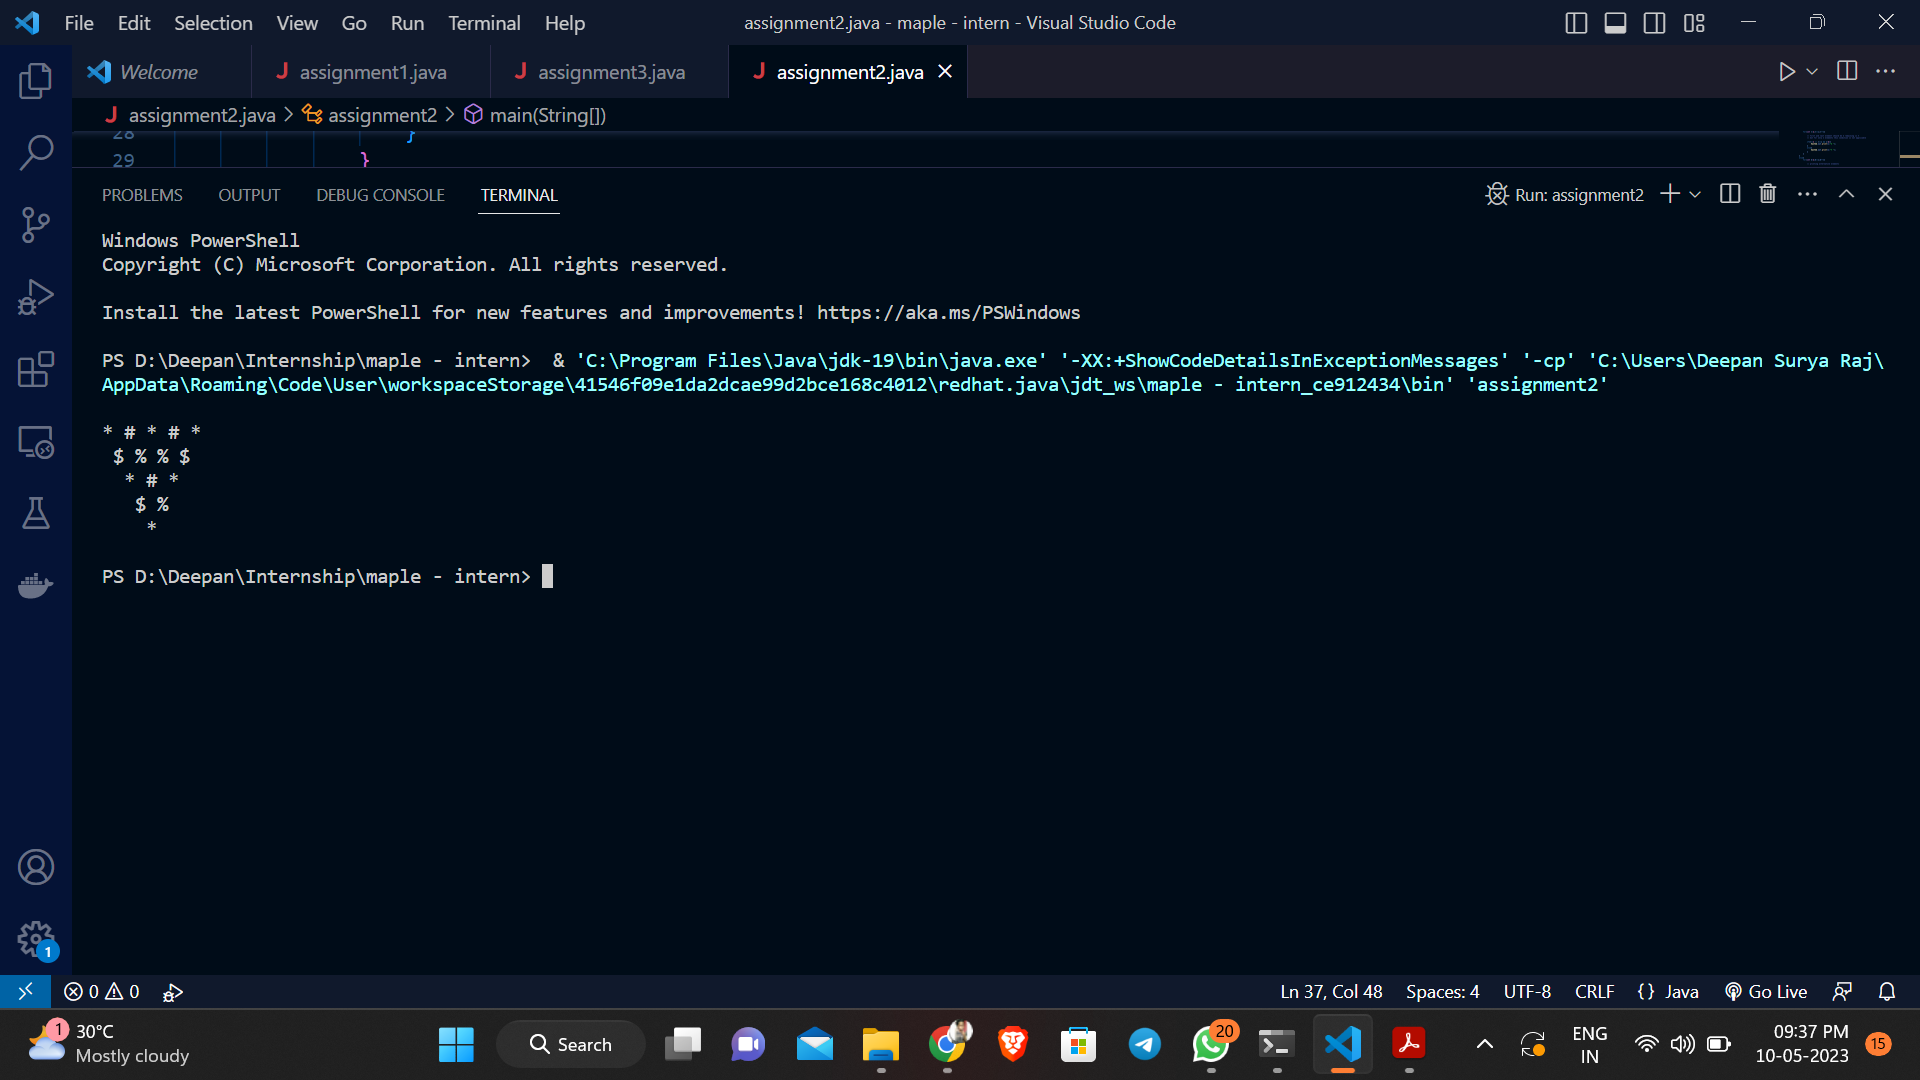 File Edit Selection View Go Run Terminal Help
assignment2.java - maple - intern - Visual Studio Code
Welcome
assignment1.java
assignment3.java
assignment2.java
assignment2.java > assignment2 > main(String[])
28 }
29 }
PROBLEMS OUTPUT DEBUG CONSOLE TERMINAL
Run: assignment2
Windows PowerShell
Copyright (C) Microsoft Corporation. All rights reserved.
Install the latest PowerShell for new features and improvements! https://aka.ms/PSWindows
PS D:\Deepan\Internship\maple - intern>  & 'C:\Program Files\Java\jdk-19\bin\java.exe' '-XX:+ShowCodeDetailsInExceptionMessages' '-cp' 'C:\Users\Deepan Surya Raj\
AppData\Roaming\Code\User\workspaceStorage\41546f09e1da2dcae99d2bce168c4012\redhat.java\jdt_ws\maple - intern_ce912434\bin' 'assignment2'
* # * # *
 $ % % $
  * # *
   $ %
    *
PS D:\Deepan\Internship\maple - intern>
1
0 0
Ln 37, Col 48 Spaces: 4 UTF-8 CRLF {} Java Go Live
1
30°C
Mostly cloudy
Search
20
ENG
IN
09:37 PM
10-05-2023
15